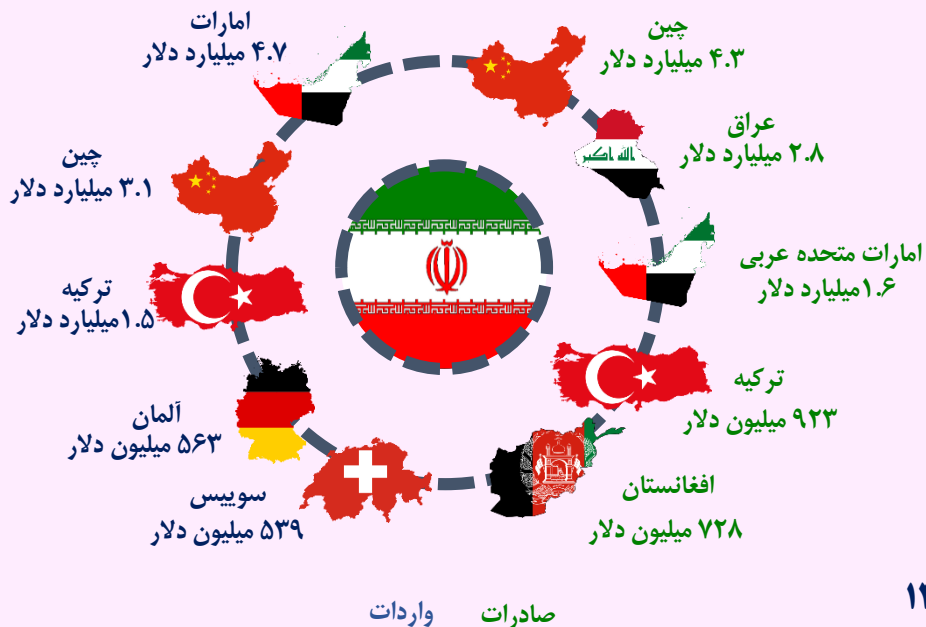 چین
۴.۳ میلیارد دلار
عراق
۲.۸ میلیارد دلار
امارات متحده عربی
۱.۶میلیارد دلار
ترکیه
۹۲۳ میلیون دلار
افغانستان
۷۲۸ میلیون دلار
امارات
۴.۷ میلیارد دلار
چین
۳.۱ میلیارد دلار
ترکیه
۱.۵میلیارد دلار
آلمان
۵۶۳ میلیون دلار
سوییس
۵۳۹ میلیون دلار
الله اکبر
صادرات واردات